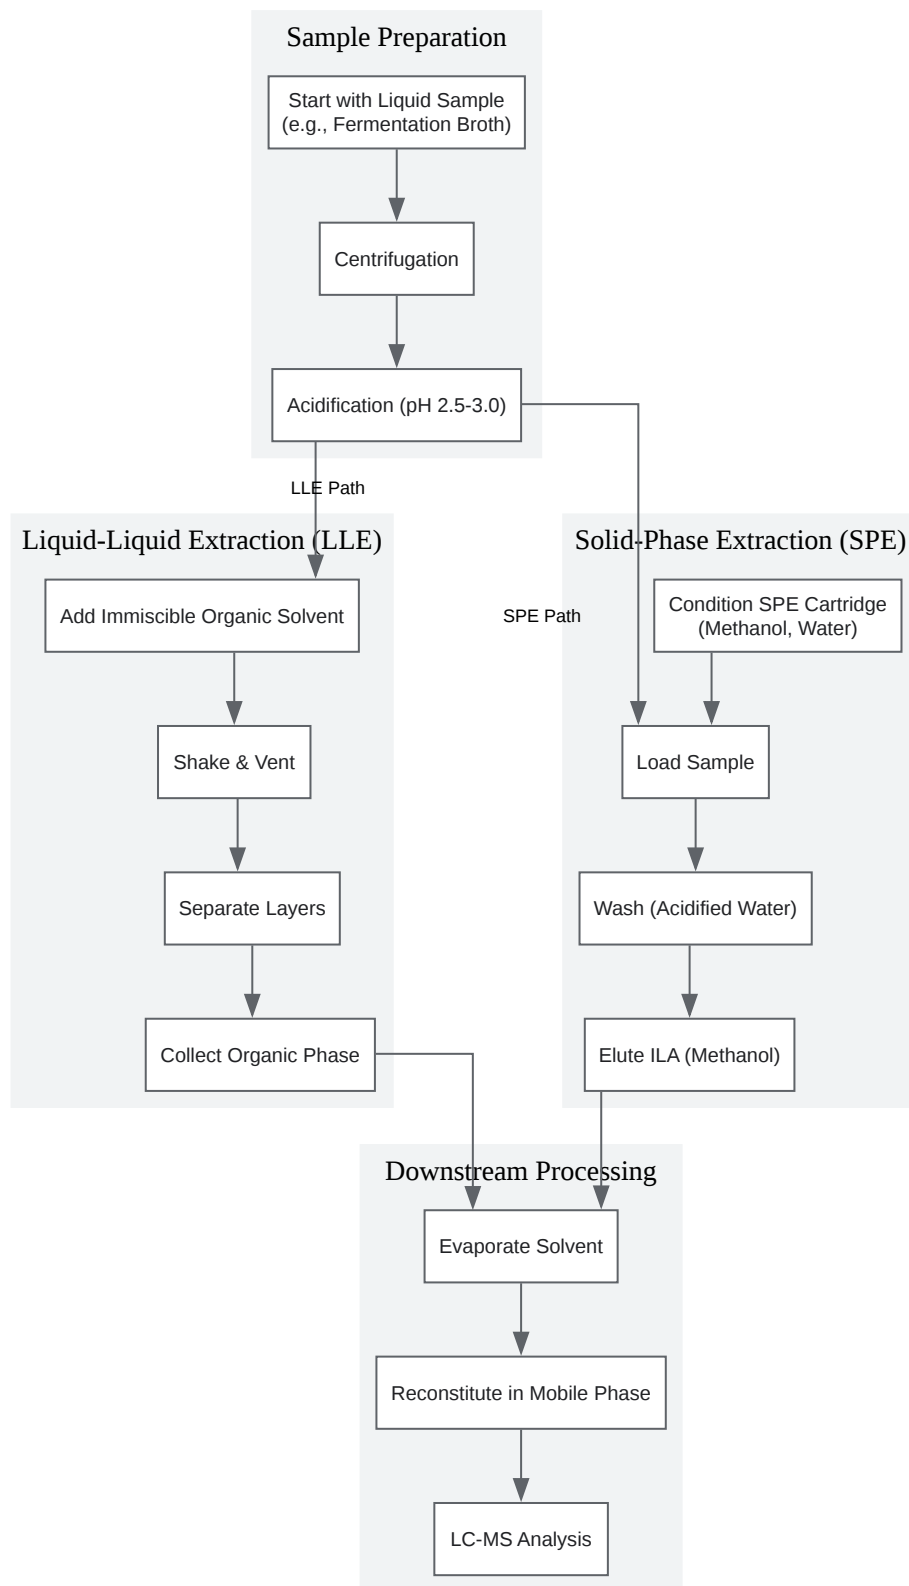 Sample Preparation
Start with Liquid Sample
(e.g., Fermentation Broth)
Centrifugation
Acidification (pH 2.5-3.0)
LLE Path
Liquid-Liquid Extraction (LLE)
Add Immiscible Organic Solvent
Shake & Vent
Separate Layers
Collect Organic Phase
SPE Path
Solid-Phase Extraction (SPE)
Condition SPE Cartridge
(Methanol, Water)
Load Sample
Wash (Acidified Water)
Elute ILA (Methanol)
Downstream Processing
Evaporate Solvent
Reconstitute in Mobile Phase
LC-MS Analysis